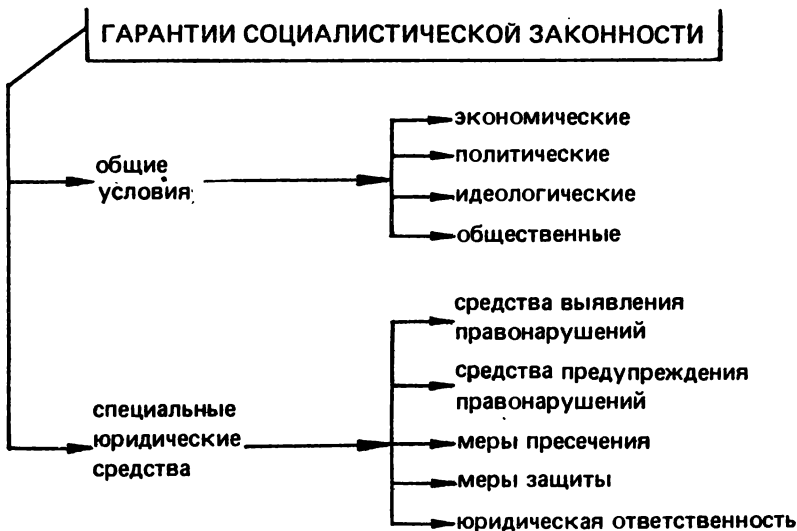 ГАРАНТИИ СОЦИАЛИСТИЧЕСКОЙ ЗАКОННОСТИ
общие
условия
экономические
политические
идеологические
общественные
специальные
юридические
средства
средства выявления
правонарушений
средства предупреждения
правонарушений
меры пресечения
меры защиты
юридическая ответственность